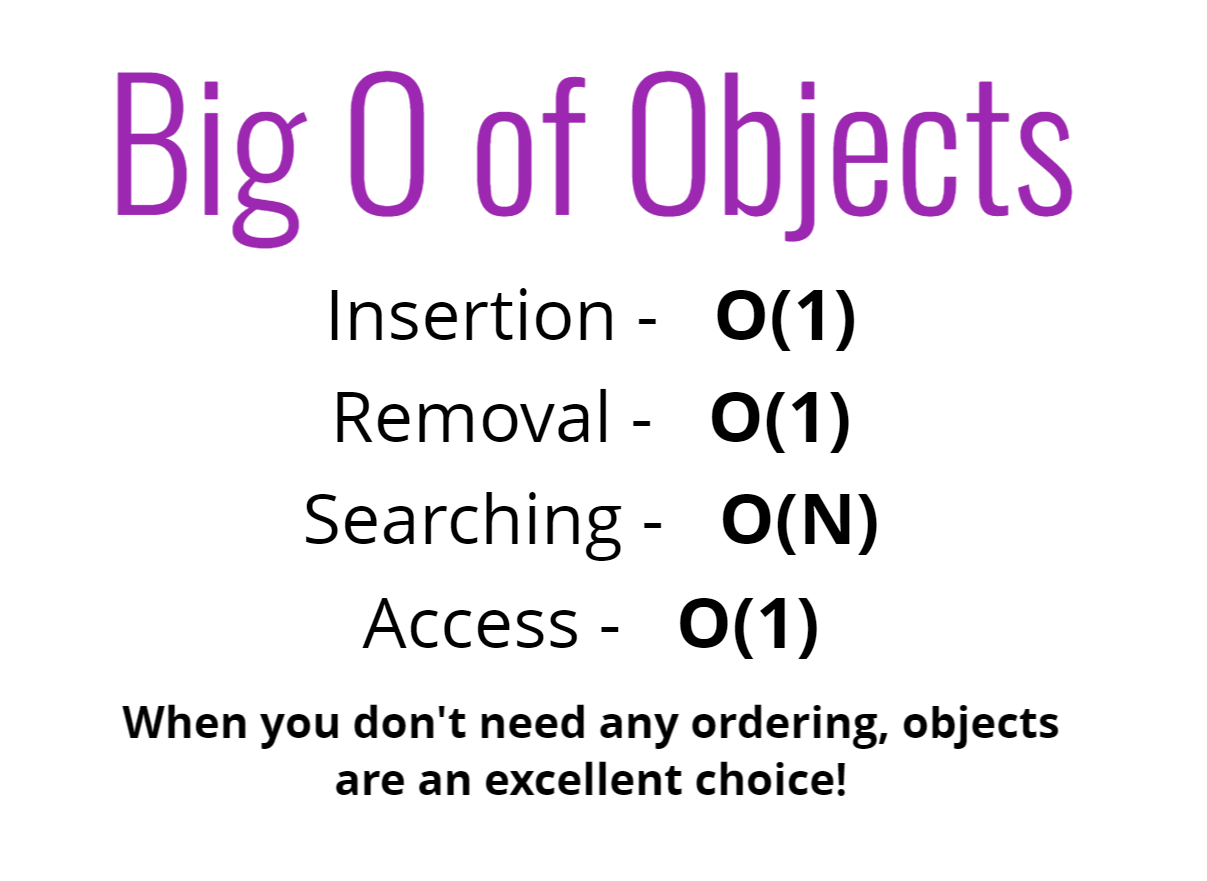 Big O of Objects
Insertion - O(1)
Removal - O(1)
Searching - O(N)
Access - O(1)
When you don't need any ordering, objects
are an excellent choice!